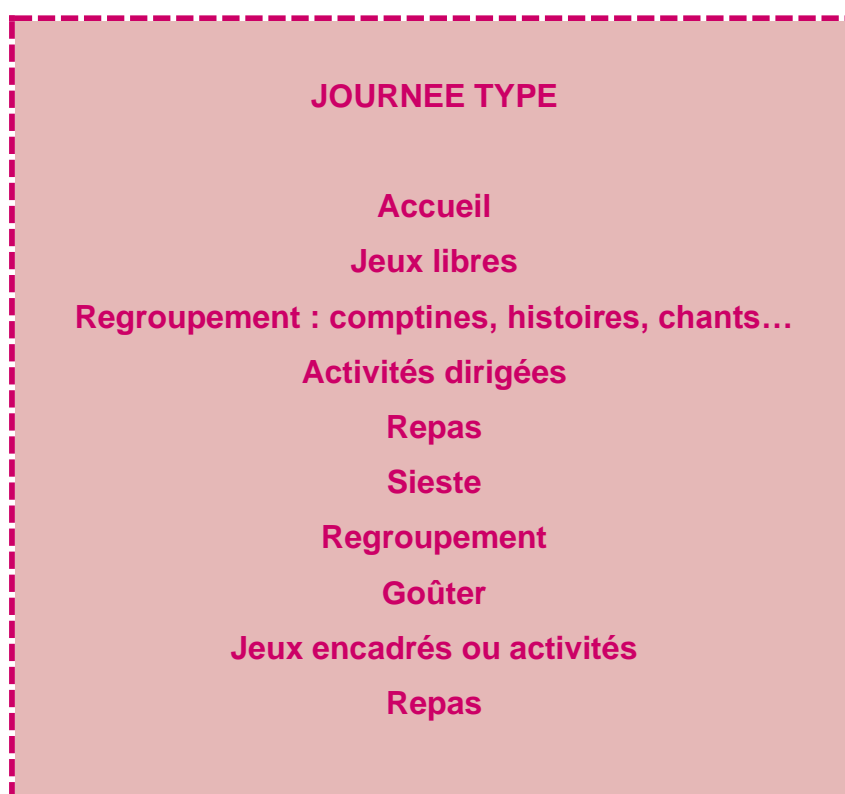 JOURNEE TYPE
Accueil
Jeux libres
Regroupement : comptines, histoires, chants…
Activités dirigées
Repas
Sieste
Regroupement
Goûter
Jeux encadrés ou activités
Repas